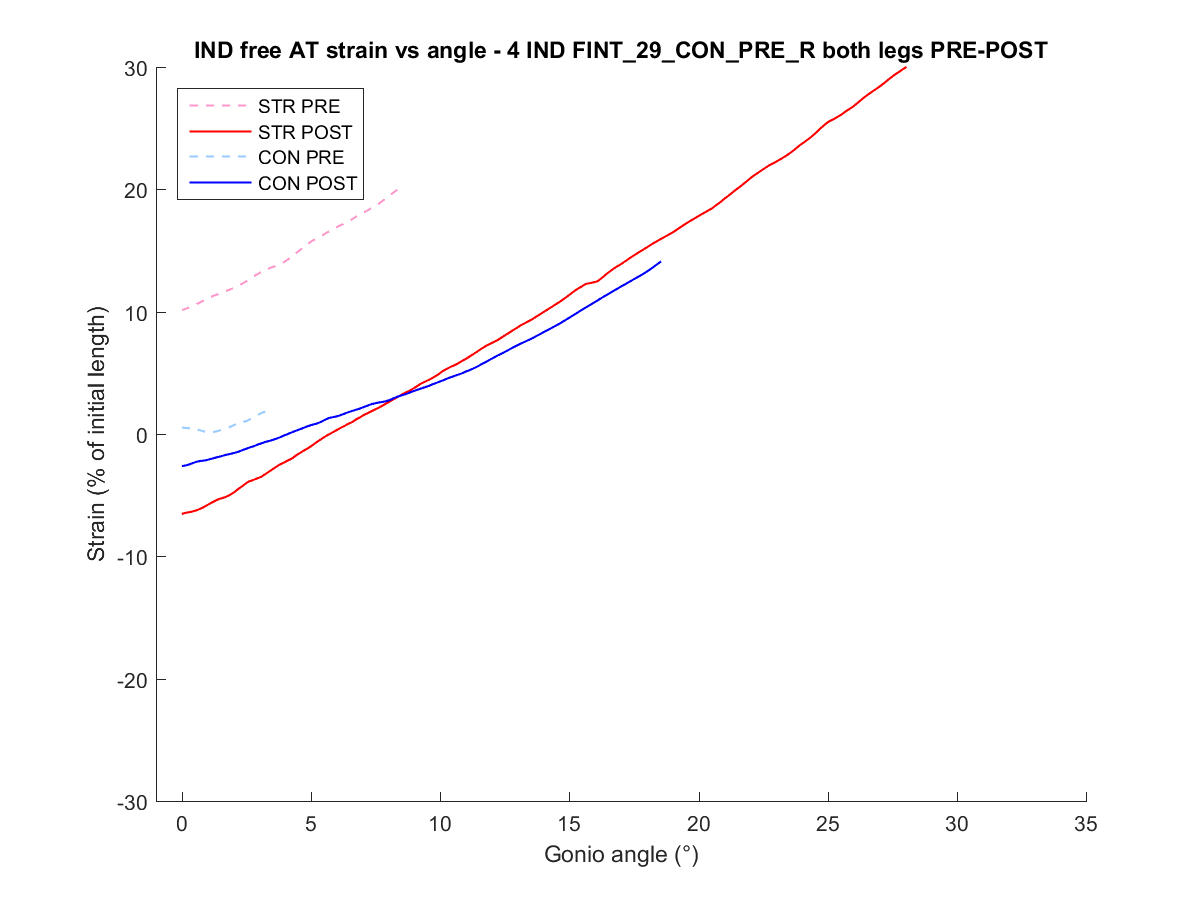 IND free AT strain vs angle - 4 IND FINT_29_CON_PRE_R both legs PRE-POST
STR PRE
STR POST
CON PRE
CON POST
30
20
10
0
-10
-20
-30
Strain (% of initial length)
0 5 10 15 20 25 30 35
Gonio angle (°)